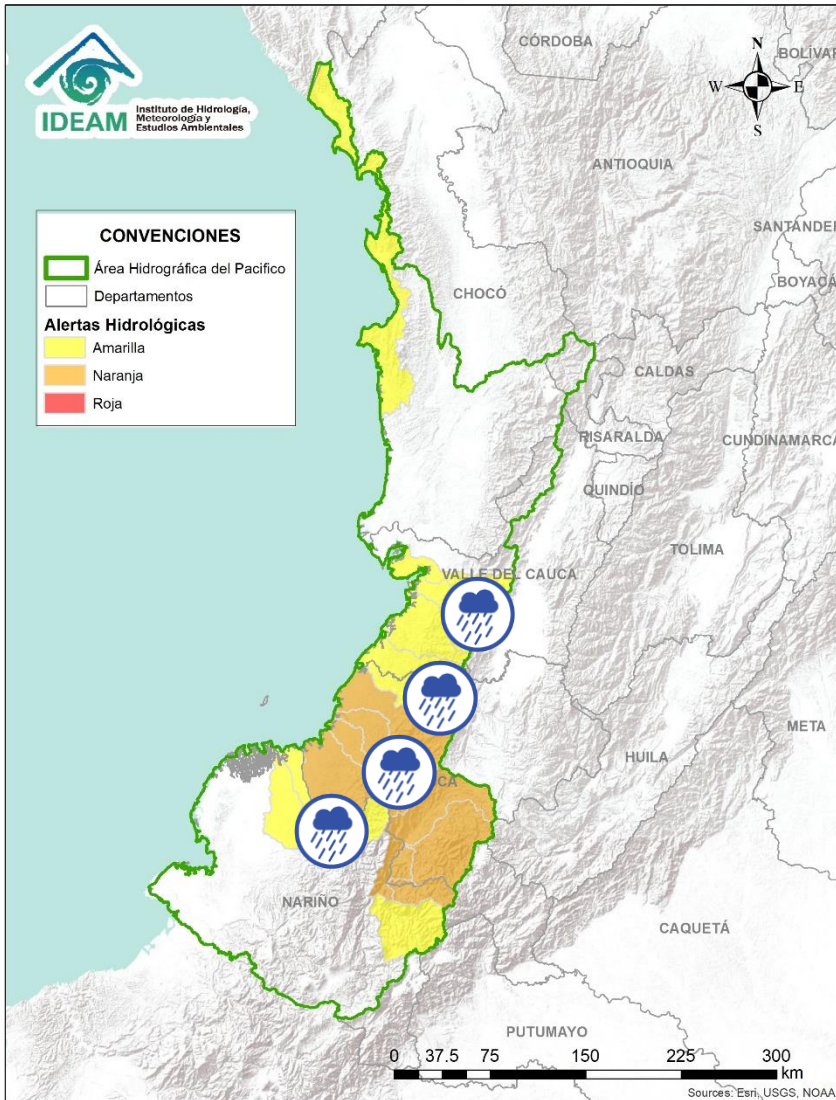 CÓRDOBA
BOLÍVAR
N
W E
S
IDEAM
Instituto de Hidrología,
Meteorología y
Estudios Ambientales
ANTIOQUIA
SANTANDER
BOYACÁ
CONVENCIONES
Área Hidrográfica del Pacifico
Departamentos
Alertas Hidrológicas
Amarilla
Naranja
Roja
CHOCÓ
CALDAS
RISARALDA
CUNDINAMARCA
QUINDÍO
TOLIMA
VALLE DEL CAUCA
META
HUILA
CA
NARIÑO
CAQUETÁ
PUTUMAYO
0 37.5 75 150 225 300
km
Sources: Esri, USGS, NOAA